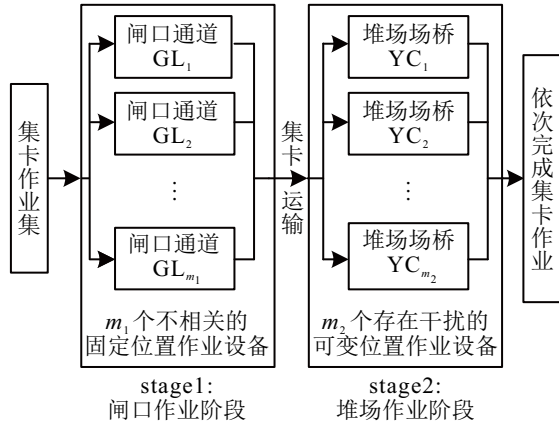 集卡作业集
闸口通道
GL₁
闸口通道
GL₂
⋮
闸口通道
GLₘ₁
m₁个不相关的
固定位置作业设备
stage1:
闸口作业阶段
集卡运输
堆场场桥
YC₁
堆场场桥
YC₂
⋮
堆场场桥
YCₘ₂
m₂个存在干扰的
可变位置作业设备
stage2:
堆场作业阶段
依次完成集卡作业